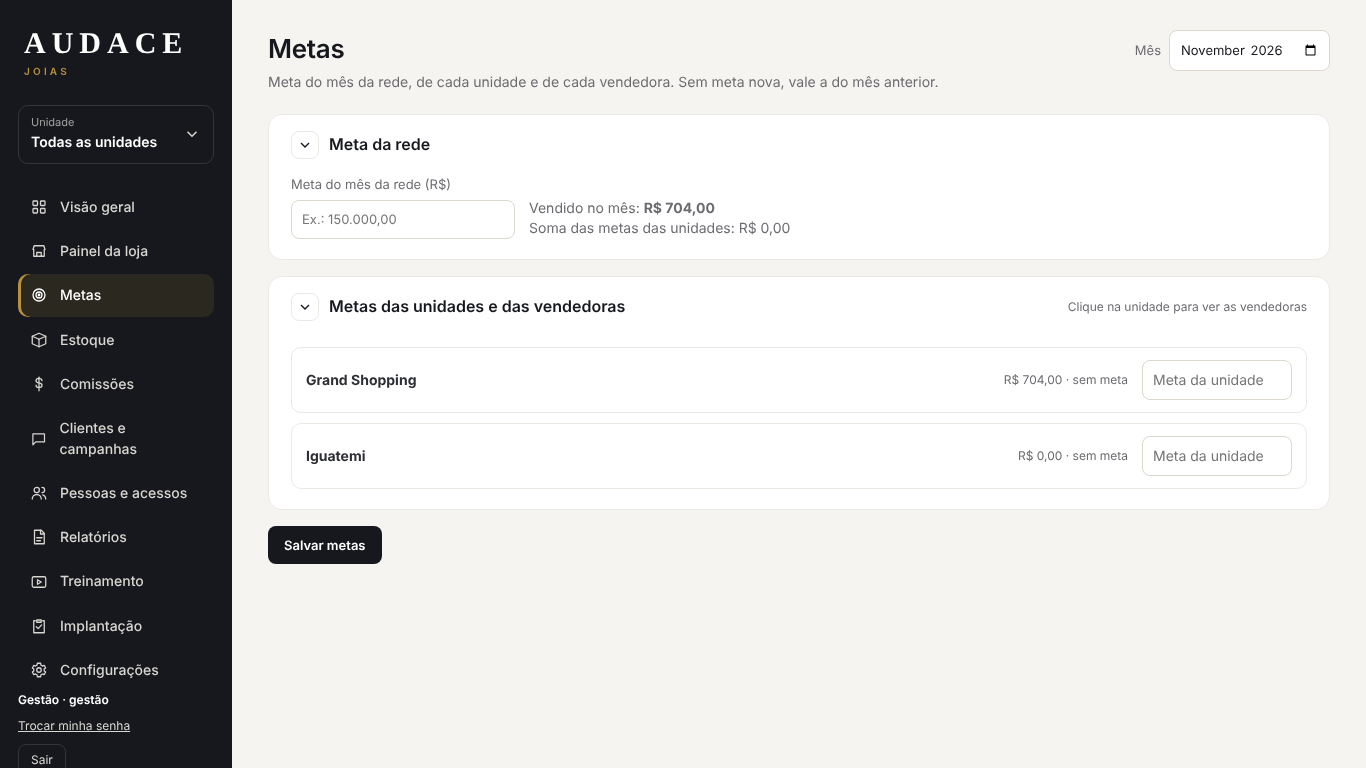 AUDACE
JOIAS
Unidade
Todas as unidades
Visão geral
Painel da loja
Metas
Estoque
Comissões
Clientes e
campanhas
Pessoas e acessos
Relatórios
Treinamento
Implantação
Configurações
Gestão · gestão
Trocar minha senha
Sair
Metas
Mês
November 2026
Meta do mês da rede, de cada unidade e de cada vendedora. Sem meta nova, vale a do mês anterior.
Meta da rede
Meta do mês da rede (R$)
Ex.: 150.000,00
Vendido no mês: R$ 704,00
Soma das metas das unidades: R$ 0,00
Metas das unidades e das vendedoras
Clique na unidade para ver as vendedoras
Grand Shopping
R$ 704,00 · sem meta
Meta da unidade
Iguatemi
R$ 0,00 · sem meta
Meta da unidade
Salvar metas